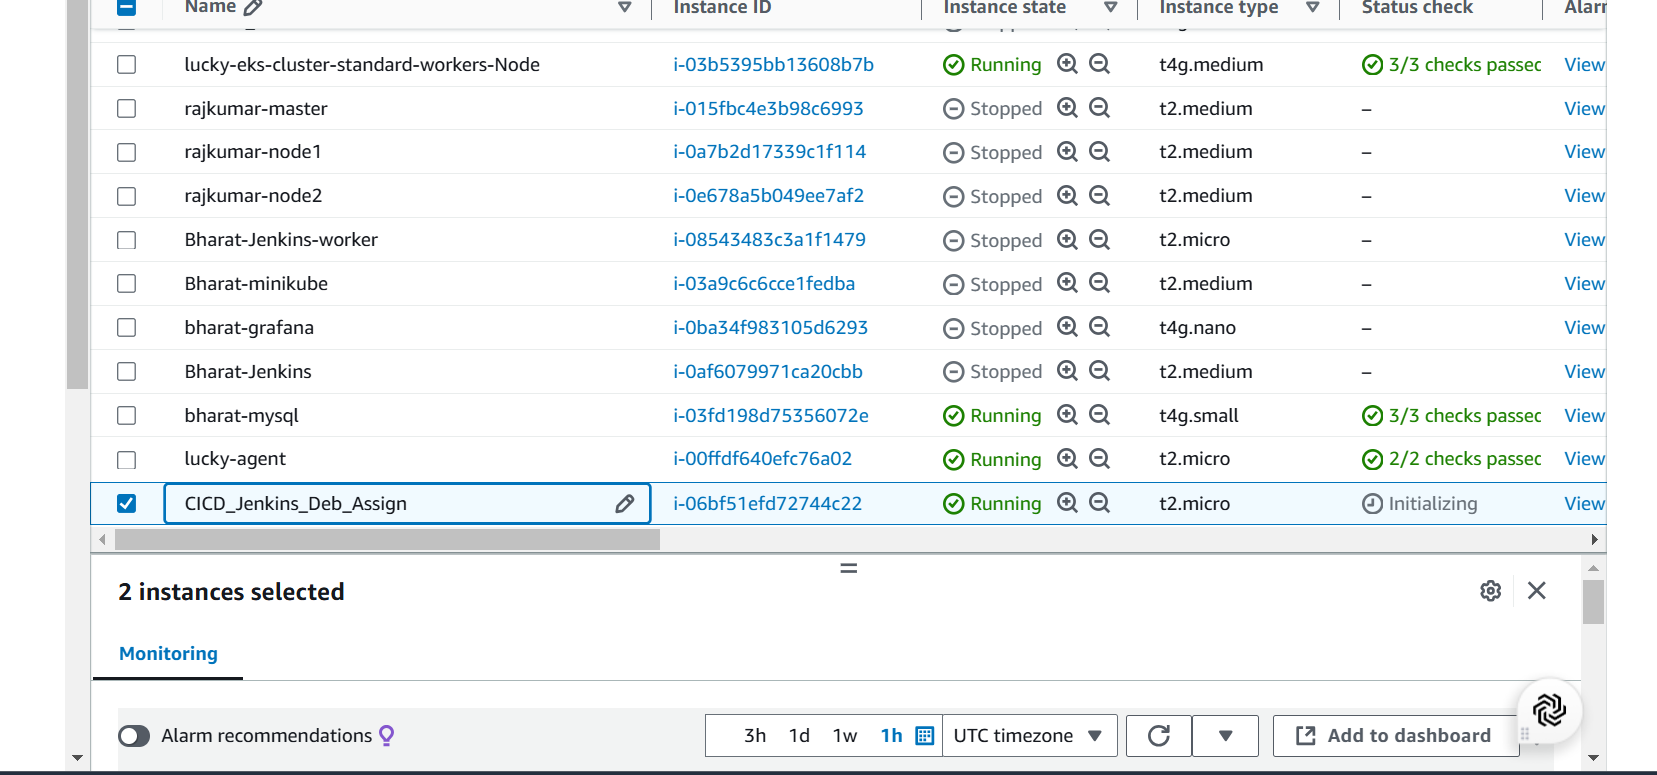 Name Instance ID Instance state Instance type Status check Alarr
lucky-eks-cluster-standard-workers-Node i-03b5395bb13608b7b Running t4g.medium 3/3 checks passec View
rajkumar-master i-015fbc4e3b98c6993 Stopped t2.medium – View
rajkumar-node1 i-0a7b2d17339c1f114 Stopped t2.medium – View
rajkumar-node2 i-0e678a5b049ee7af2 Stopped t2.medium – View
Bharat-Jenkins-worker i-08543483c3a1f1479 Stopped t2.micro – View
Bharat-minikube i-03a9c6c6cce1fedba Stopped t2.medium – View
bharat-grafana i-0ba34f983105d6293 Stopped t4g.nano – View
Bharat-Jenkins i-0af6079971ca20cbb Stopped t2.medium – View
bharat-mysql i-03fd198d75356072e Running t4g.small 3/3 checks passec View
lucky-agent i-00ffdf640efc76a02 Running t2.micro 2/2 checks passec View
CICD_Jenkins_Deb_Assign i-06bf51efd72744c22 Running t2.micro Initializing View
2 instances selected
Monitoring
Alarm recommendations 3h 1d 1w 1h UTC timezone Add to dashboard